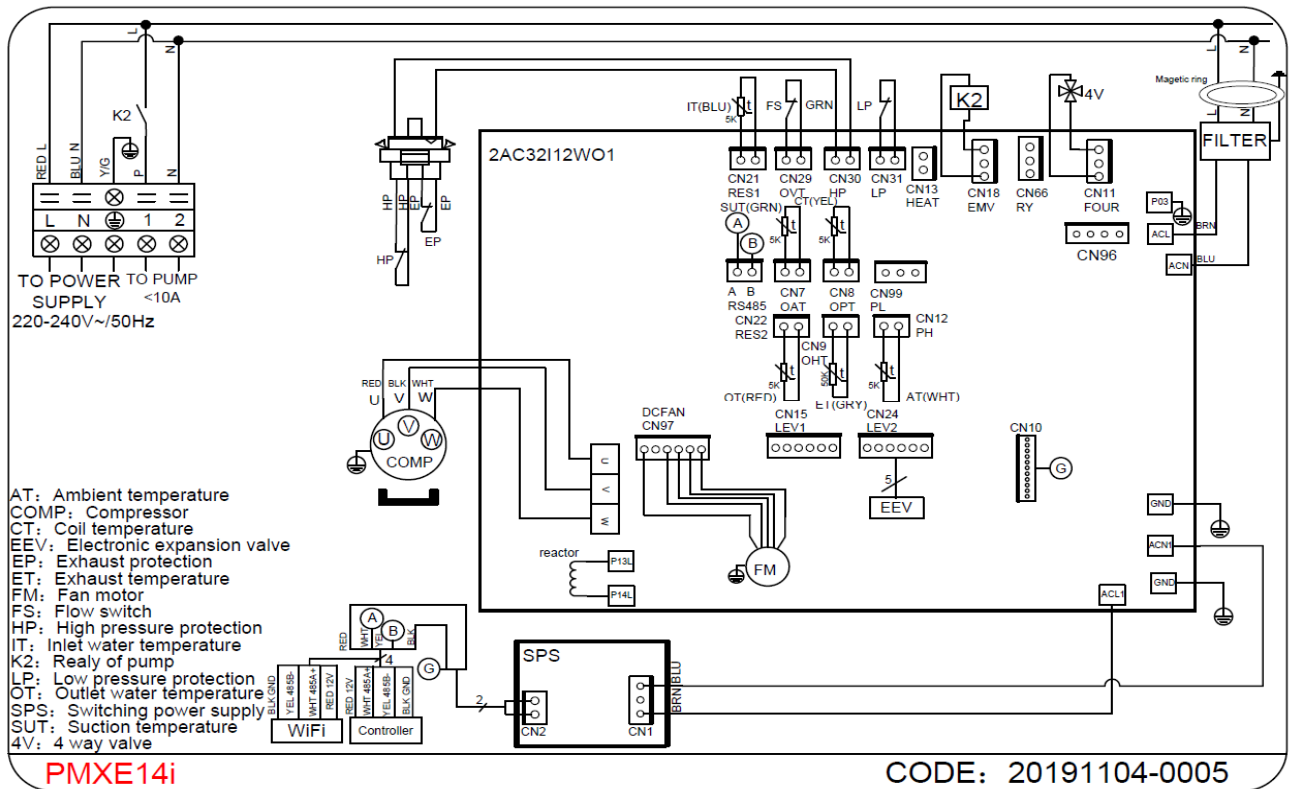 L
N
K2
RED L
BLU N
Y/G
P
N
L N 1 2
TO POWER SUPPLY
220-240V~/50Hz
TO PUMP
<10A
HP
HP
EP
EP
EP
HP
2AC32I12WO1
IT(BLU)
5K
t
FS
GRN
LP
K2
4V
CN21
RES1
CN29
OVT
CN30
HP
CN31
LP
CN13
HEAT
CN18
EMV
CN66
RY
CN11
FOUR
SUT(GRN)
CT(YEL)
A
B
5K
t
5K
t
A B
RS485
CN7
OAT
CN8
OPT
CN99
PL
CN22
RES2
CN9
OHT
CN12
PH
5K
t
50K
t
5K
t
OT(RED)
ET(GRY)
AT(WHT)
CN96
L
N
Magetic ring
L
N
FILTER
P03
ACL
BRN
ACN
BLU
RED
BLK
WHT
U
V
W
U
V
W
COMP
U
V
W
DCFAN
CN97
FM
CN15
LEV1
CN24
LEV2
5
EEV
CN10
G
reactor
P13L
P14L
GND
ACN1
GND
ACL1
AT: Ambient temperature
COMP: Compressor
CT: Coil temperature
EEV: Electronic expansion valve
EP: Exhaust protection
ET: Exhaust temperature
FM: Fan motor
FS: Flow switch
HP: High pressure protection
IT: Inlet water temperature
K2: Realy of pump
LP: Low pressure protection
OT: Outlet water temperature
SPS: Switching power supply
SUT: Suction temperature
4V: 4 way valve
RED
WHT
YEL
BLK
A
B
4
G
BLK GND
YEL 485B-
WHT 485A+
RED 12V
WiFi
RED 12V
WHT 485A+
YEL 485B-
BLK GND
Controller
2
SPS
CN2
CN1
BLU
BRN
PMXE14i
CODE: 20191104-0005